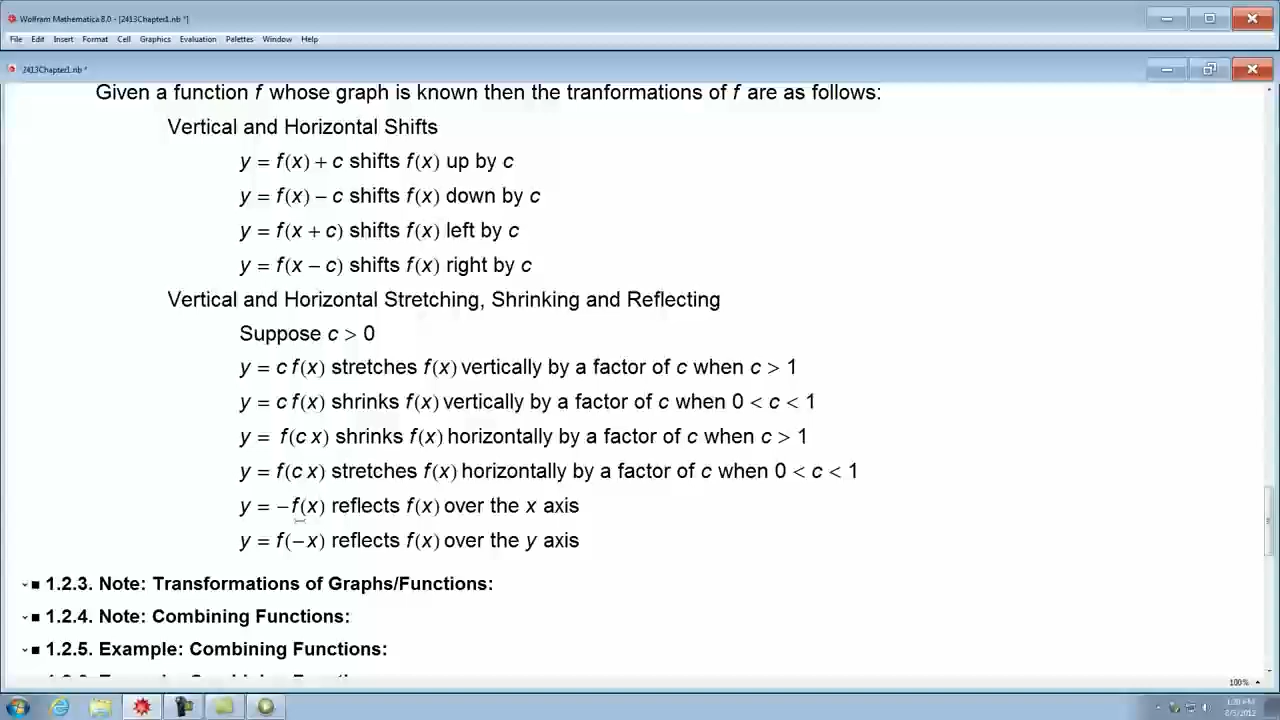 Wolfram Mathematica 8.0 - [2413Chapter1.nb *]
File Edit Insert Format Cell Graphics Evaluation Palettes Window Help
2413Chapter1.nb *
Given a function f whose graph is known then the tranformations of f are as follows:
Vertical and Horizontal Shifts
y = f(x) + c shifts f(x) up by c
y = f(x) − c shifts f(x) down by c
y = f(x + c) shifts f(x) left by c
y = f(x − c) shifts f(x) right by c
Vertical and Horizontal Stretching, Shrinking and Reflecting
Suppose c > 0
y = c f(x) stretches f(x) vertically by a factor of c when c > 1
y = c f(x) shrinks f(x) vertically by a factor of c when 0 < c < 1
y = f(c x) shrinks f(x) horizontally by a factor of c when c > 1
y = f(c x) stretches f(x) horizontally by a factor of c when 0 < c < 1
y = −f(x) reflects f(x) over the x axis
y = f(−x) reflects f(x) over the y axis
1.2.3. Note: Transformations of Graphs/Functions:
1.2.4. Note: Combining Functions:
1.2.5. Example: Combining Functions:
100%
8/5/2012